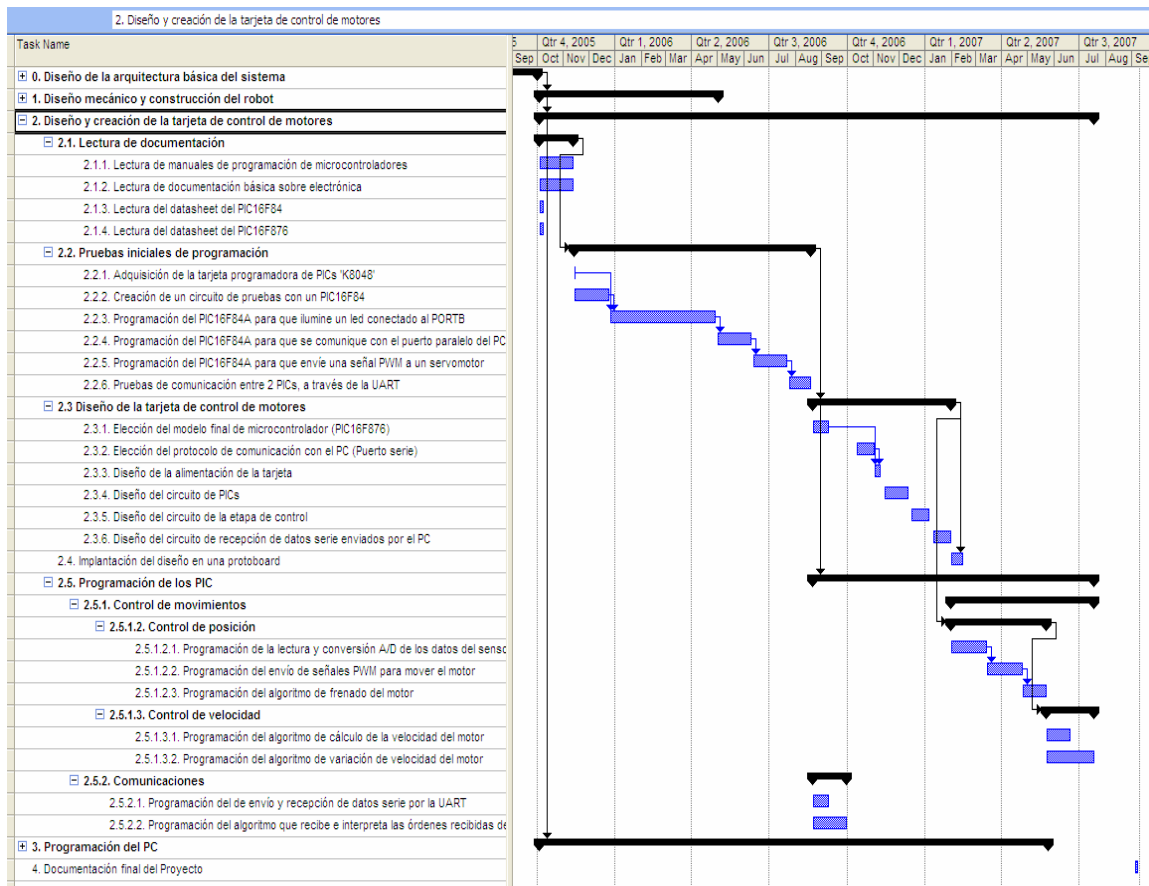 2. Diseño y creación de la tarjeta de control de motores
Task Name
5 Qtr 4, 2005 Qtr 1, 2006 Qtr 2, 2006 Qtr 3, 2006 Qtr 4, 2006 Qtr 1, 2007 Qtr 2, 2007 Qtr 3, 2007
Sep Oct Nov Dec Jan Feb Mar Apr May Jun Jul Aug Sep Oct Nov Dec Jan Feb Mar Apr May Jun Jul Aug Se
0. Diseño de la arquitectura básica del sistema
1. Diseño mecánico y construcción del robot
2. Diseño y creación de la tarjeta de control de motores
2.1. Lectura de documentación
2.1.1. Lectura de manuales de programación de microcontroladores
2.1.2. Lectura de documentación básica sobre electrónica
2.1.3. Lectura del datasheet del PIC16F84
2.1.4. Lectura del datasheet del PIC16F876
2.2. Pruebas iniciales de programación
2.2.1. Adquisición de la tarjeta programadora de PICs 'K8048'
2.2.2. Creación de un circuito de pruebas con un PIC16F84
2.2.3. Programación del PIC16F84A para que ilumine un led conectado al PORTB
2.2.4. Programación del PIC16F84A para que se comunique con el puerto paralelo del PC
2.2.5. Programación del PIC16F84A para que envíe una señal PWM a un servomotor
2.2.6. Pruebas de comunicación entre 2 PICs, a través de la UART
2.3 Diseño de la tarjeta de control de motores
2.3.1. Elección del modelo final de microcontrolador (PIC16F876)
2.3.2. Elección del protocolo de comunicación con el PC (Puerto serie)
2.3.3. Diseño de la alimentación de la tarjeta
2.3.4. Diseño del circuito de PICs
2.3.5. Diseño del circuito de la etapa de control
2.3.6. Diseño del circuito de recepción de datos serie enviados por el PC
2.4. Implantación del diseño en una protoboard
2.5. Programación de los PIC
2.5.1. Control de movimientos
2.5.1.2. Control de posición
2.5.1.2.1. Programación de la lectura y conversión A/D de los datos del senso
2.5.1.2.2. Programación del envío de señales PWM para mover el motor
2.5.1.2.3. Programación del algoritmo de frenado del motor
2.5.1.3. Control de velocidad
2.5.1.3.1. Programación del algoritmo de cálculo de la velocidad del motor
2.5.1.3.2. Programación del algoritmo de variación de velocidad del motor
2.5.2. Comunicaciones
2.5.2.1. Programación del de envío y recepción de datos serie por la UART
2.5.2.2. Programación del algoritmo que recibe e interpreta las órdenes recibidas de
3. Programación del PC
4. Documentación final del Proyecto